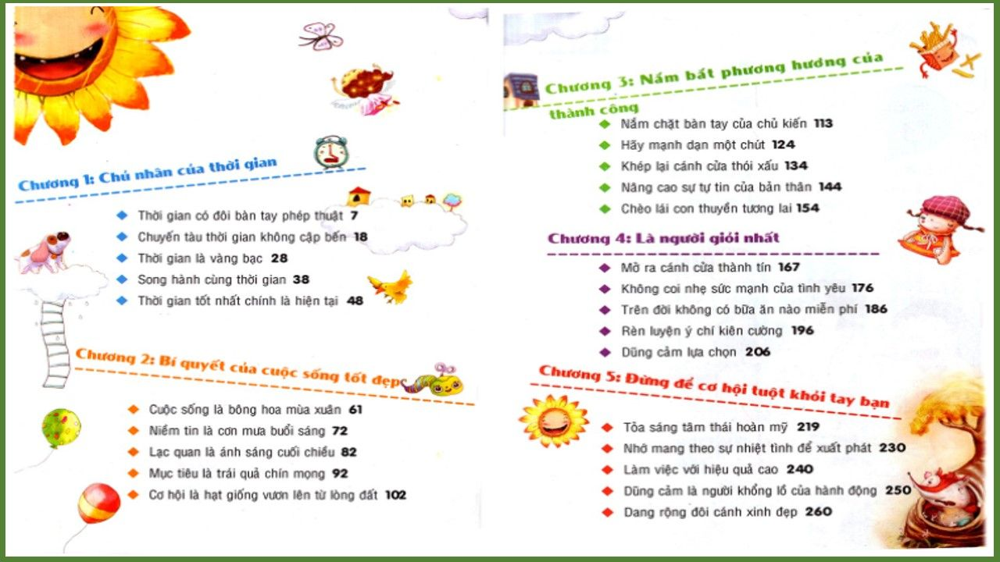 Chương 1: Chủ nhân của thời gian
Thời gian có đôi bàn tay phép thuật 7
Chuyến tàu thời gian không cập bến 18
Thời gian là vàng bạc 28
Song hành cùng thời gian 38
Thời gian tốt nhất chính là hiện tại 48
Chương 2: Bí quyết của cuộc sống tốt đẹp
Cuộc sống là bông hoa mùa xuân 61
Niềm tin là cơn mưa buổi sáng 72
Lạc quan là ánh sáng cuối chiều 82
Mục tiêu là trái quả chín mọng 92
Cơ hội là hạt giống vươn lên từ lòng đất 102
Chương 3: Nắm bắt phương hướng của
thành công
Nắm chặt bàn tay của chủ kiến 113
Hãy mạnh dạn một chút 124
Khép lại cánh cửa thói xấu 134
Nâng cao sự tự tin của bản thân 144
Chèo lái con thuyền tương lai 154
Chương 4: Là người giỏi nhất
Mở ra cánh cửa thành tín 167
Không coi nhẹ sức mạnh của tình yêu 176
Trên đời không có bữa ăn nào miễn phí 186
Rèn luyện ý chí kiên cường 196
Dũng cảm lựa chọn 206
Chương 5: Đừng để cơ hội tuột khỏi tay bạn
Tỏa sáng tâm thái hoàn mỹ 219
Nhớ mang theo sự nhiệt tình để xuất phát 230
Làm việc với hiệu quả cao 240
Dũng cảm là người khổng lồ của hành động 250
Dang rộng đôi cánh xinh đẹp 260